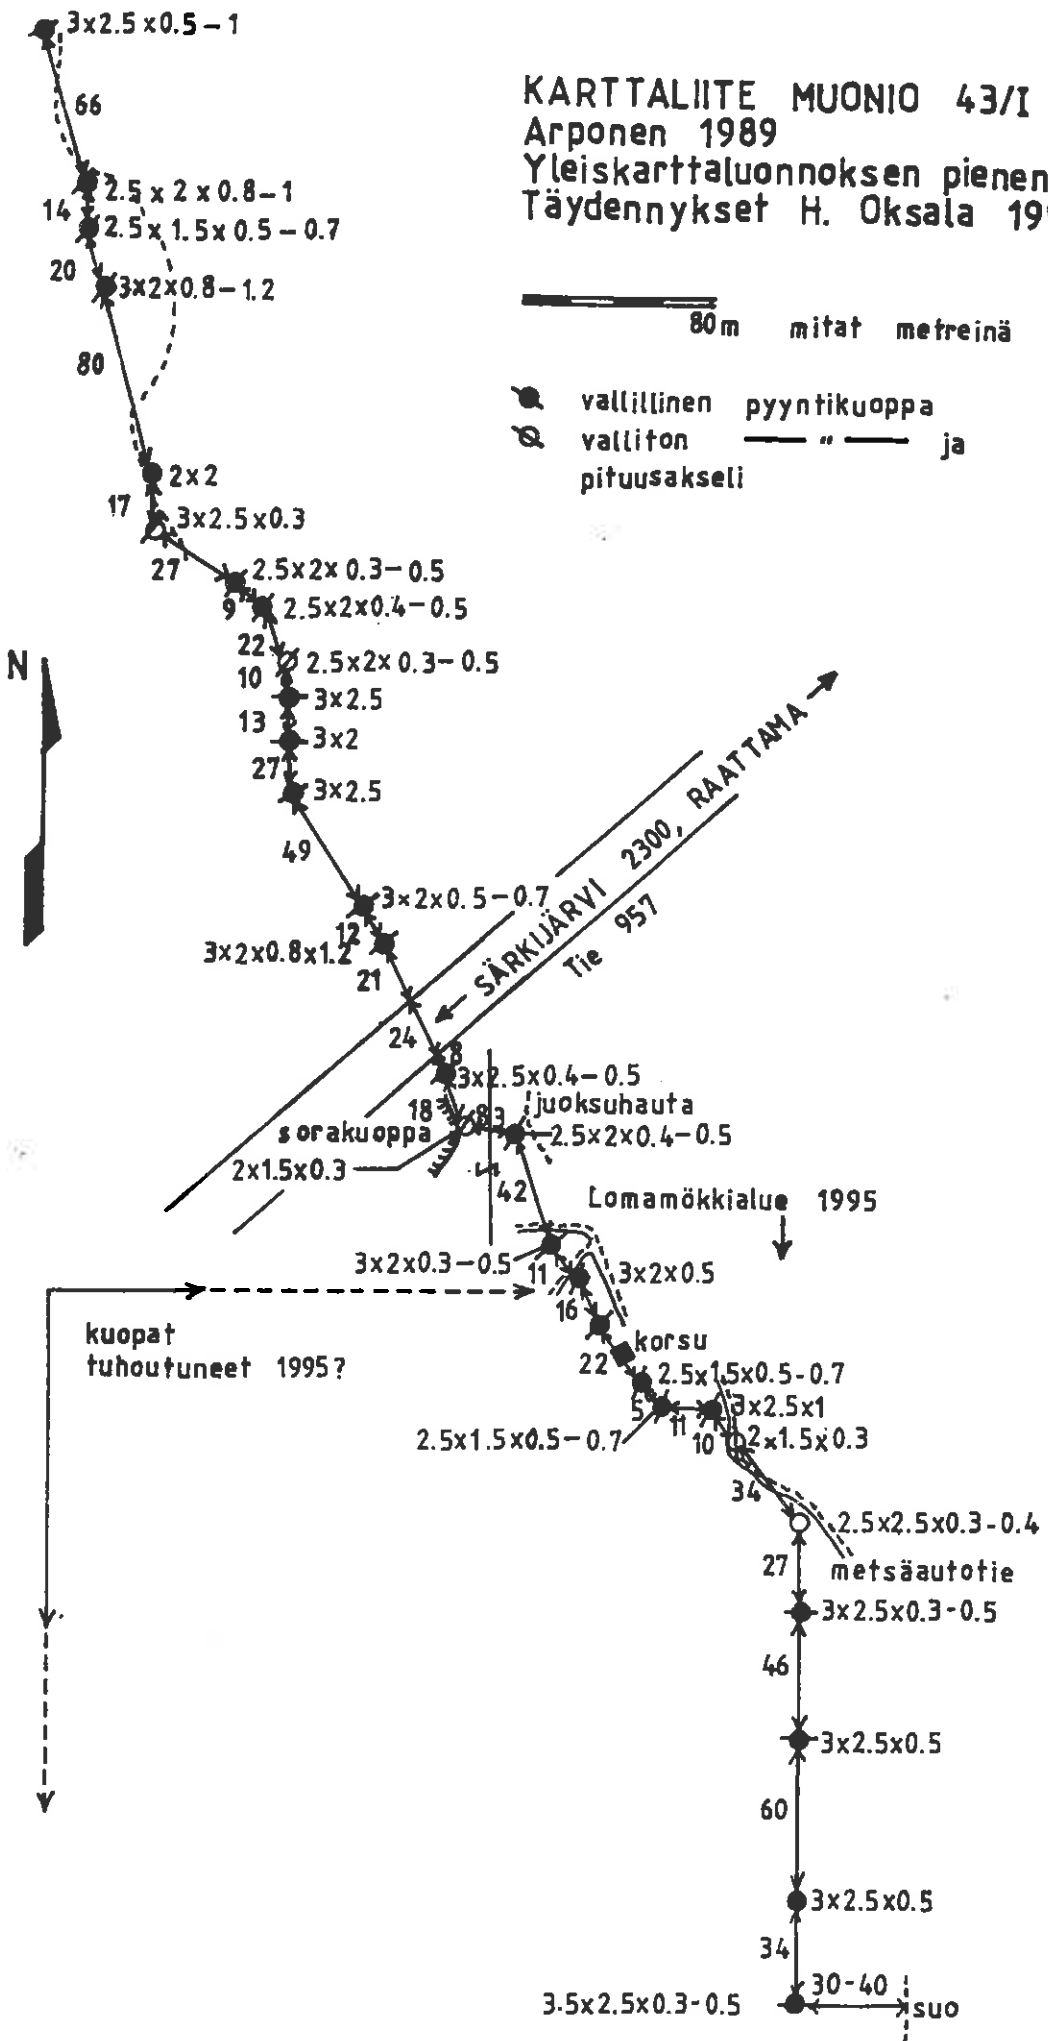 3x2.5x0.5-1
66
KARTTALIITE MUONIO 43/I
Arponen 1989
Yleiskarttaluonnoksen pienen
Täydennykset H. Oksala 19
14
2.5x2x0.8-1
2.5x1.5x0.5-0.7
20
3x2x0.8-1.2
80m mitat metreinä
80
vallillinen pyyntikuoppa
valliton — " — ja
pituusakseli
2x2
17
3x2.5x0.3
27
2.5x2x0.3-0.5
9
2.5x2x0.4-0.5
22
2.5x2x0.3-0.5
N
10
3x2.5
13
3x2
27
3x2.5
49
SÄRKIJÄRVI 2300, RAATTAMA
Tie 957
3x2x0.5-0.7
12
3x2x0.8x1.2
21
24
8
3x2.5x0.4-0.5
18
83
juoksuhauta
sorakuoppa
2.5x2x0.4-0.5
2x1.5x0.3
42
Lomamökkialue 1995
3x2x0.3-0.5
11
3x2x0.5
16
kuopat
tuhoutuneet 1995?
korsu
22
2.5x1.5x0.5-0.7
5
11
3x2.5x1
2.5x1.5x0.5-0.7
10
2x1.5x0.3
34
2.5x2.5x0.3-0.4
27
metsäautotie
3x2.5x0.3-0.5
46
3x2.5x0.5
60
3x2.5x0.5
34
30-40
3.5x2.5x0.3-0.5
suo